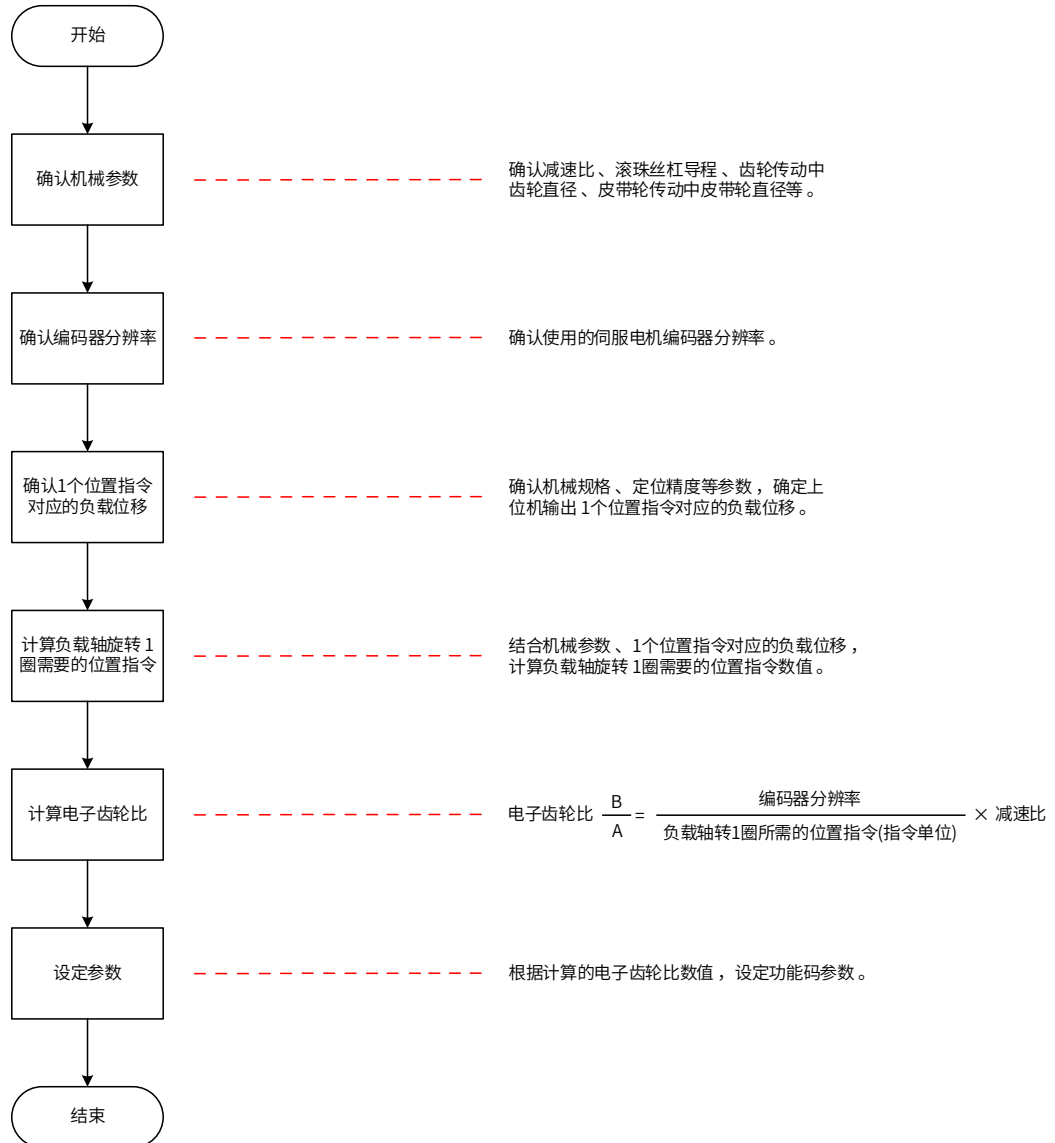 开始
确认机械参数
确认减速比、滚珠丝杠导程、齿轮传动中
齿轮直径、皮带轮传动中皮带轮直径等。
确认编码器分辨率
确认使用的伺服电机编码器分辨率。
确认1个位置指令
对应的负载位移
确认机械规格、定位精度等参数，确定上
位机输出1个位置指令对应的负载位移。
计算负载轴旋转1
圈需要的位置指令
结合机械参数、1个位置指令对应的负载位移，
计算负载轴旋转1圈需要的位置指令数值。
计算电子齿轮比
电子齿轮比 B/A = 编码器分辨率/负载轴转1圈所需的位置指令(指令单位) × 减速比
设定参数
根据计算的电子齿轮比数值，设定功能码参数。
结束